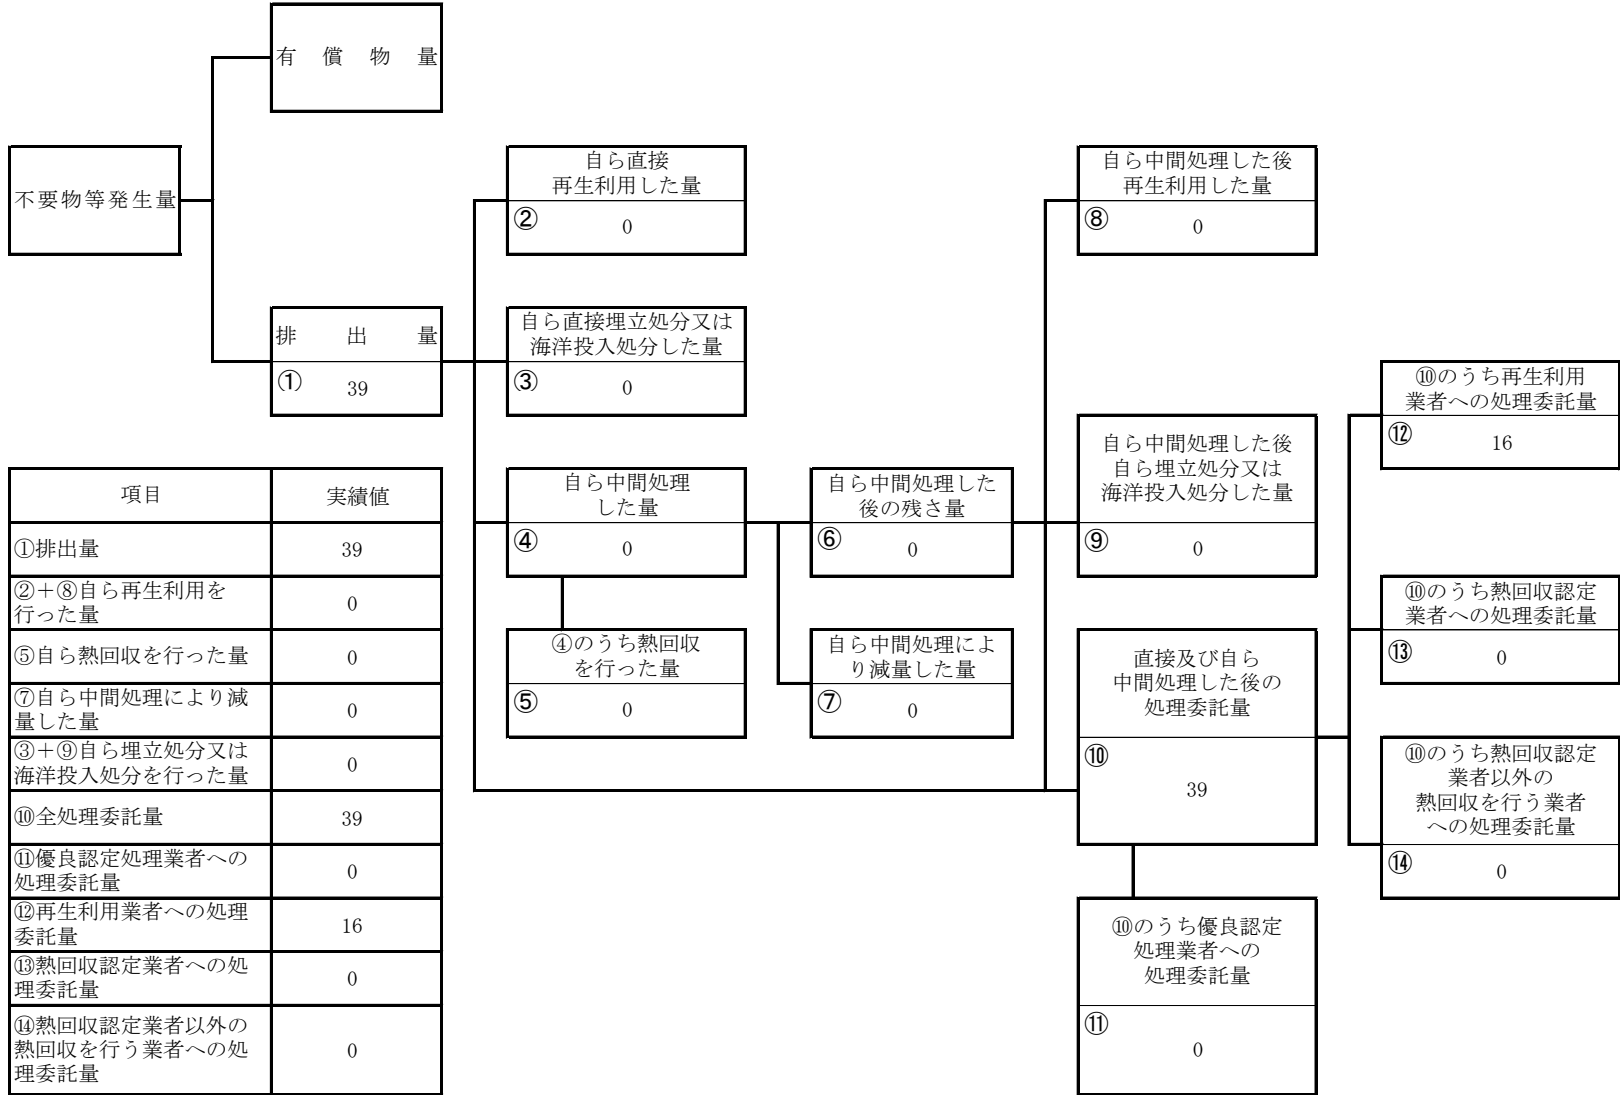 有償物量
不要物等発生量
排出量
① 39
自ら直接
再生利用した量
② 0
自ら直接埋立処分又は
海洋投入処分した量
③ 0
自ら中間処理
した量
④ 0
④のうち熱回収
を行った量
⑤ 0
自ら中間処理した
後の残さ量
⑥ 0
自ら中間処理によ
り減量した量
⑦ 0
自ら中間処理した後
再生利用した量
⑧ 0
自ら中間処理した後
自ら埋立処分又は
海洋投入処分した量
⑨ 0
直接及び自ら
中間処理した後の
処理委託量
⑩
39
⑩のうち優良認定
処理業者への
処理委託量
⑪
0
⑩のうち再生利用
業者への処理委託量
⑫ 16
⑩のうち熱回収認定
業者への処理委託量
⑬ 0
⑩のうち熱回収認定
業者以外の
熱回収を行う業者
への処理委託量
⑭ 0
項目 実績値
①排出量 39
②＋⑧自ら再生利用を
行った量 0
⑤自ら熱回収を行った量 0
⑦自ら中間処理により減
量した量 0
③＋⑨自ら埋立処分又は
海洋投入処分を行った量 0
⑩全処理委託量 39
⑪優良認定処理業者への
処理委託量 0
⑫再生利用業者への処理
委託量 16
⑬熱回収認定業者への処
理委託量 0
⑭熱回収認定業者以外の
熱回収を行う業者への処
理委託量 0